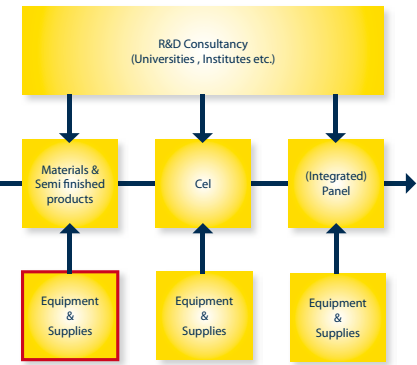 R&D Consultancy
(Universities , Institutes etc.)
Materials &
Semi finished
products
Cel
(Integrated)
Panel
Equipment
&
Supplies
Equipment
&
Supplies
Equipment
&
Supplies